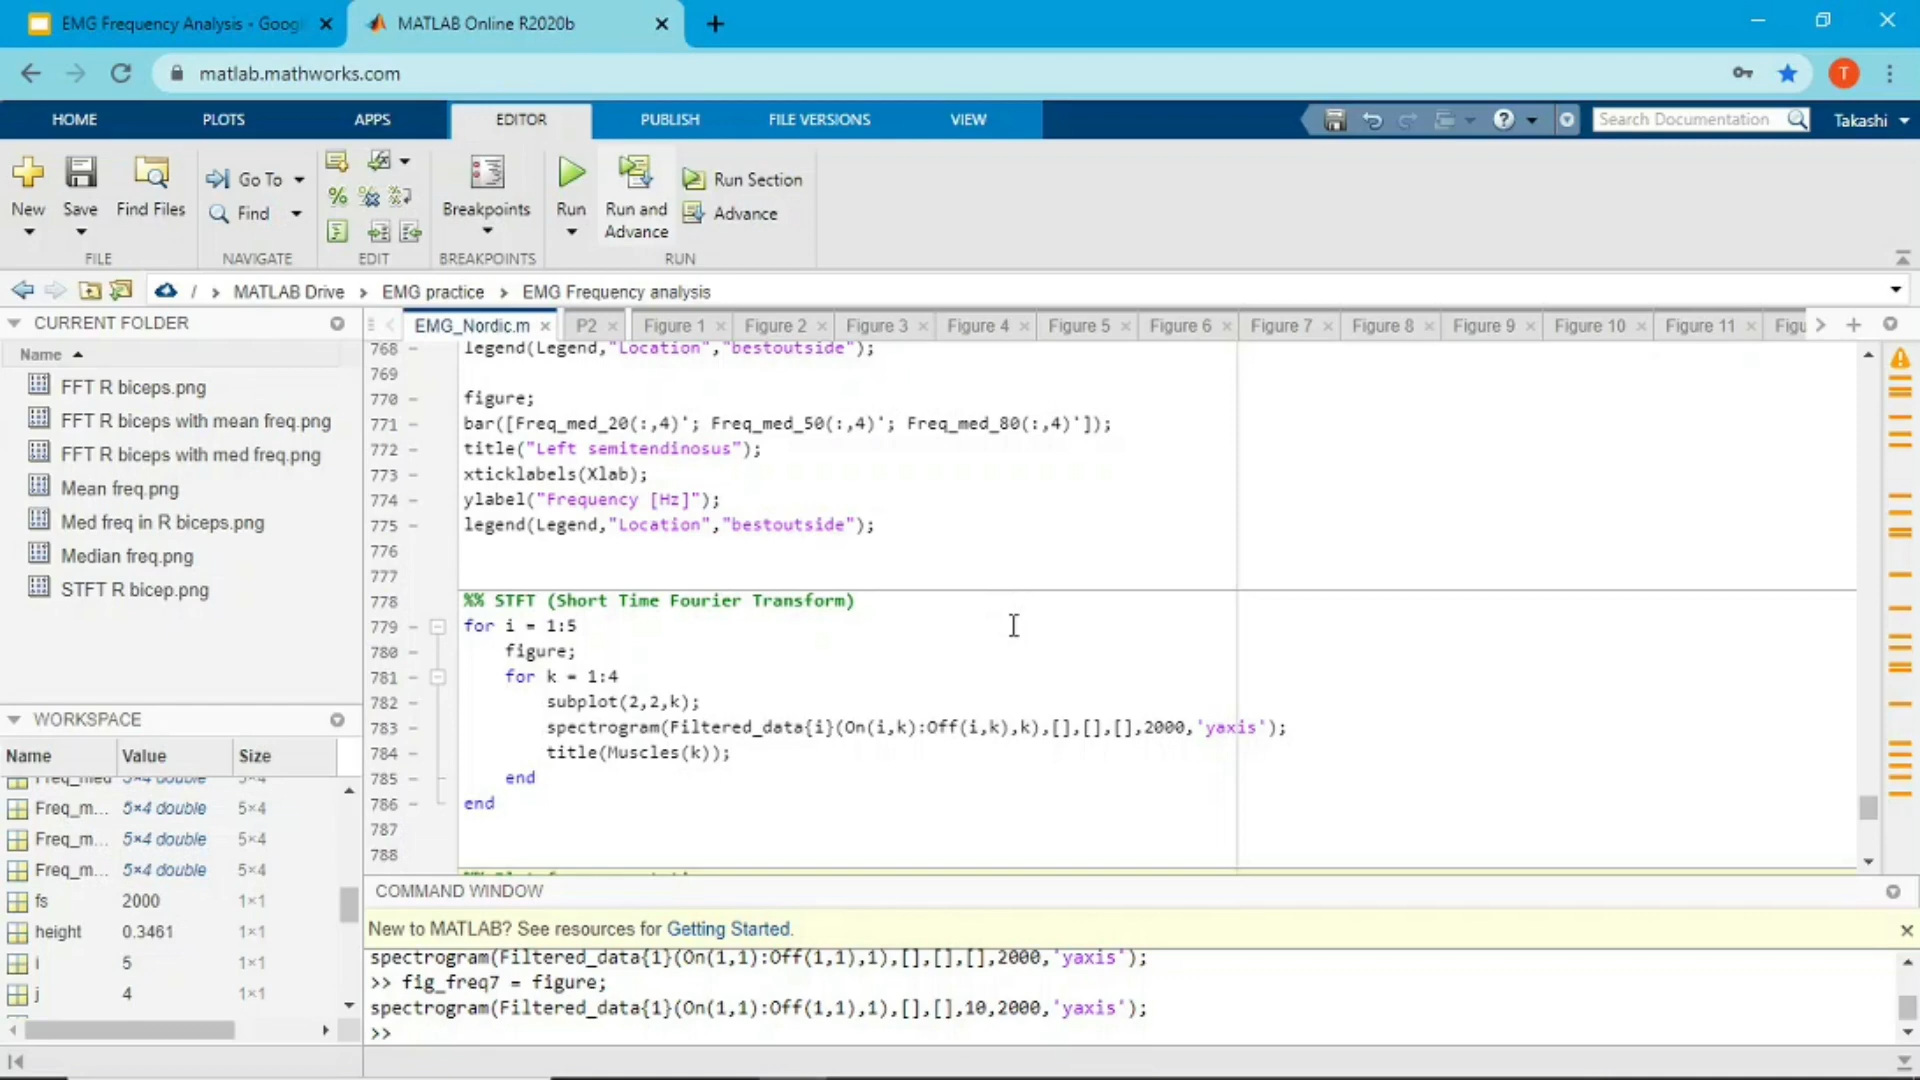 EMG Frequency Analysis - Goog
MATLAB Online R2020b
matlab.mathworks.com
T
HOME PLOTS APPS EDITOR PUBLISH FILE VERSIONS VIEW
Search Documentation
Takashi
New
Save
Find Files
Go To
Find
Breakpoints
Run
Run and Advance
Run Section
Advance
FILE NAVIGATE EDIT BREAKPOINTS RUN
/ > MATLAB Drive > EMG practice > EMG Frequency analysis
CURRENT FOLDER
Name
FFT R biceps.png
FFT R biceps with mean freq.png
FFT R biceps with med freq.png
Mean freq.png
Med freq in R biceps.png
Median freq.png
STFT R bicep.png
WORKSPACE
Name Value Size
Freq_med 5×4 double 5×4
Freq_m... 5×4 double 5×4
Freq_m... 5×4 double 5×4
Freq_m... 5×4 double 5×4
fs 2000 1×1
height 0.3461 1×1
i 5 1×1
j 4 1×1
EMG_Nordic.m P2 Figure 1 Figure 2 Figure 3 Figure 4 Figure 5 Figure 6 Figure 7 Figure 8 Figure 9 Figure 10 Figure 11 Figu
768 legend(Legend,"Location","bestoutside");
769
770 figure;
771 bar([Freq_med_20(:,4)'; Freq_med_50(:,4)'; Freq_med_80(:,4)']);
772 title("Left semitendinosus");
773 xticklabels(Xlab);
774 ylabel("Frequency [Hz]");
775 legend(Legend,"Location","bestoutside");
776
777
778 %% STFT (Short Time Fourier Transform)
779 for i = 1:5
780 figure;
781 for k = 1:4
782 subplot(2,2,k);
783 spectrogram(Filtered_data{i}(On(i,k):Off(i,k),k),[],[],[],2000,'yaxis');
784 title(Muscles(k));
785 end
786 end
787
788
COMMAND WINDOW
New to MATLAB? See resources for Getting Started.
spectrogram(Filtered_data{1}(On(1,1):Off(1,1),1),[],[],[],2000,'yaxis');
>> fig_freq7 = figure;
spectrogram(Filtered_data{1}(On(1,1):Off(1,1),1),[],[],10,2000,'yaxis');
>>